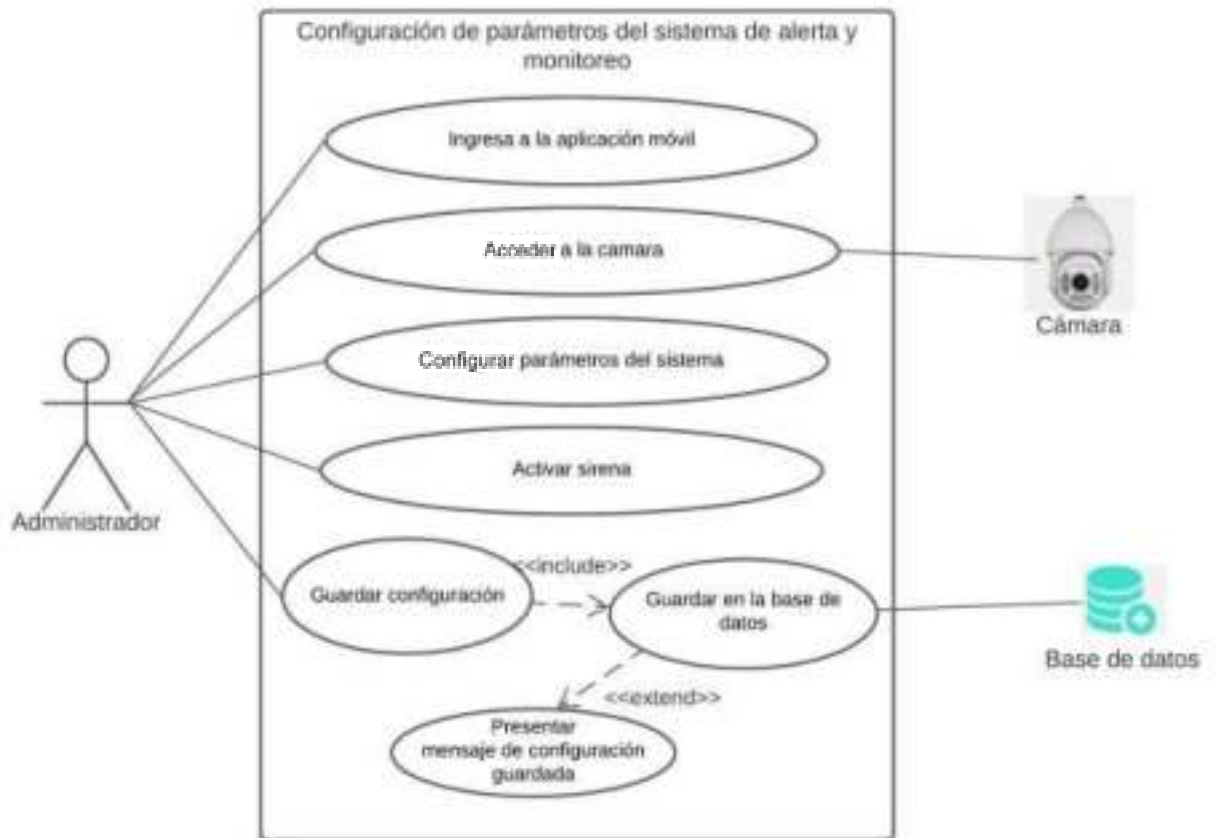 Configuración de parámetros del sistema de alerta y
monitoreo
Ingresa a la aplicación móvil
Acceder a la camara
Cámara
Configurar parámetros del sistema
Activar sirena
Administrador
<<include>>
Guardar configuración
Guardar en la base de
datos
Base de datos
<<extend>>
Presentar
mensaje de configuración
guardada